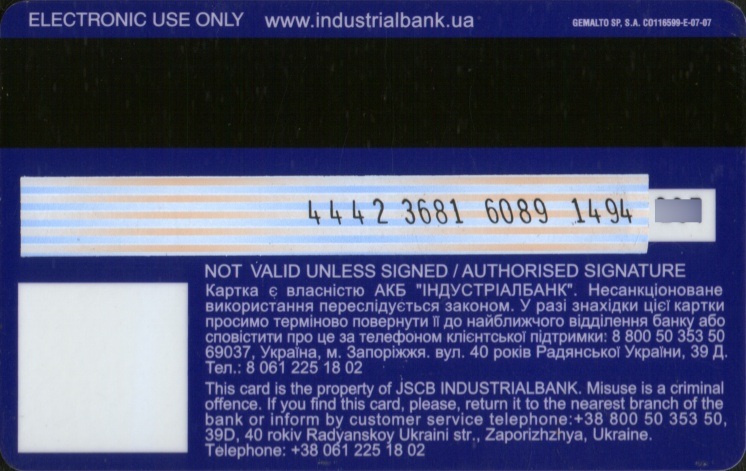 ELECTRONIC USE ONLY www.industrialbank.ua GEMALTO SP, S.A. C0116599-E-07-07
4442 3681 6089 1494
NOT VALID UNLESS SIGNED / AUTHORISED SIGNATURE
Картка є власністю АКБ "ІНДУСТРІАЛБАНК". Несанкціоноване
використання переслідується законом. У разі знахідки цієї картки
просимо терміново повернути її до найближчого відділення банку або
сповістити про це за телефоном клієнтської підтримки: 8 800 50 353 50
69037, Україна, м. Запоріжжя. вул. 40 років Радянської України, 39 Д.
Тел.: 8 061 225 18 02
This card is the property of JSCB INDUSTRIALBANK. Misuse is a criminal
offence. If you find this card, please, return it to the nearest branch of the
bank or inform by customer service telephone:+38 800 50 353 50,
39D, 40 rokiv Radyanskoy Ukraini str., Zaporizhzhya, Ukraine.
Telephone: +38 061 225 18 02